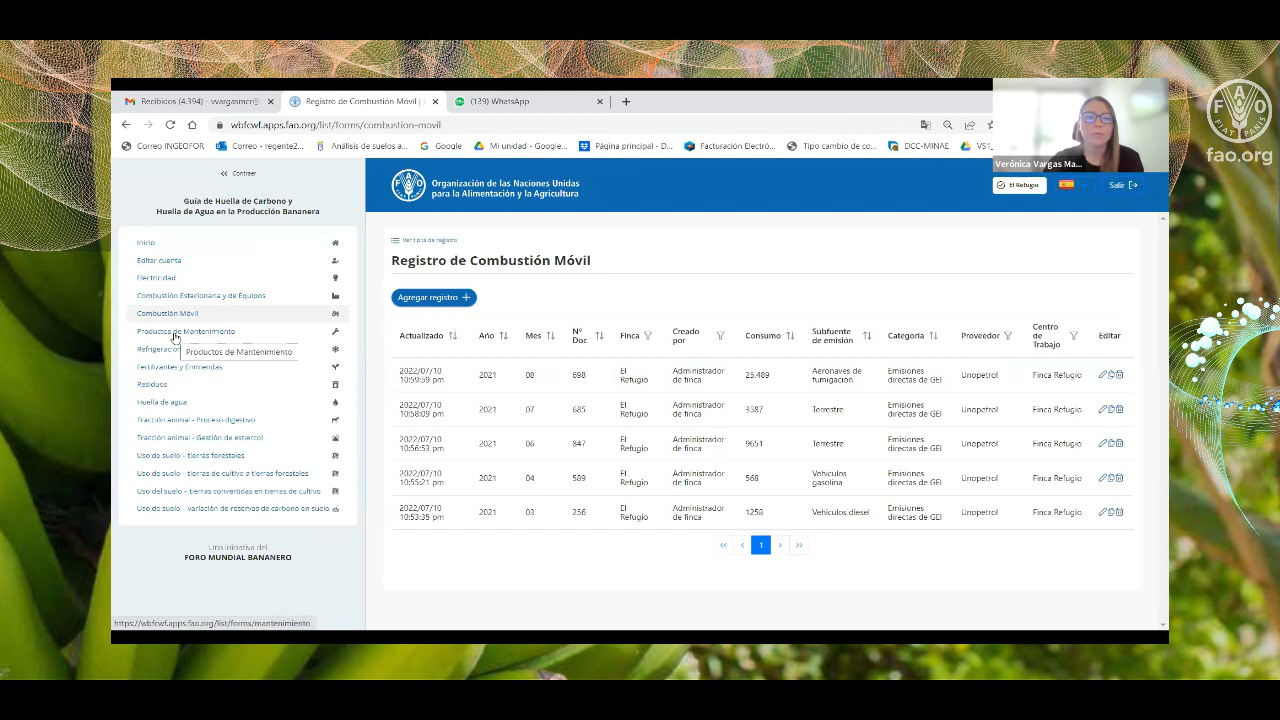 FAO
FIAT PANIS
fao.org
Recibidos (4.394) - vvargasmcr@
Registro de Combustión Móvil |
(139) WhatsApp
wbfcwf.apps.fao.org/list/forms/combustion-movil
Correo INGEOFOR
Correo - regente2...
Análisis de suelos a...
Google
Mi unidad - Google...
Página principal - D...
Facturación Electró...
Tipo cambio de co...
DCC-MINAE
Verónica Vargas Ma...
Contraer
Guía de Huella de Carbono y
Huella de Agua en la Producción Bananera
Inicio
Editar cuenta
Electricidad
Combustión Estacionaria y de Equipos
Combustión Móvil
Productos de Mantenimiento
Productos de Mantenimiento
Fertilizantes y Enmiendas
Residuos
Huella de agua
Tracción animal - Proceso digestivo
Tracción animal - Gestión de estiércol
Uso de suelo - tierras forestales
Uso de suelo - tierras de cultivo a tierras forestales
Uso del suelo - tierras convertidas en tierras de cultivo
Uso de suelo - variación de reservas de carbono en suelo
Una iniciativa del
FORO MUNDIAL BANANERO
https://wbfcwf.apps.fao.org/list/forms/mantenimiento
Organización de las Naciones Unidas
para la Alimentación y la Agricultura
El Refugio
Salir
Ver tipos de registro
Registro de Combustión Móvil
Agregar registro +
Actualizado Año Mes Nº Doc Finca Creado por Consumo Subfuente de emisión Categoria Proveedor Centro de Trabajo Editar
2022/07/10 10:59:59 pm 2021 08 698 El Refugio Administrador de finca 25.489 Aeronaves de fumigación Emisiones directas de GEI Unopetrol Finca Refugio
2022/07/10 10:58:09 pm 2021 07 685 El Refugio Administrador de finca 3587 Terrestre Emisiones directas de GEI Unopetrol Finca Refugio
2022/07/10 10:56:53 pm 2021 06 847 El Refugio Administrador de finca 9651 Terrestre Emisiones directas de GEI Unopetrol Finca Refugio
2022/07/10 10:55:21 pm 2021 04 589 El Refugio Administrador de finca 568 Vehículos gasolina Emisiones directas de GEI Unopetrol Finca Refugio
2022/07/10 10:53:35 pm 2021 03 256 El Refugio Administrador de finca 1258 Vehículos diesel Emisiones directas de GEI Unopetrol Finca Refugio
1